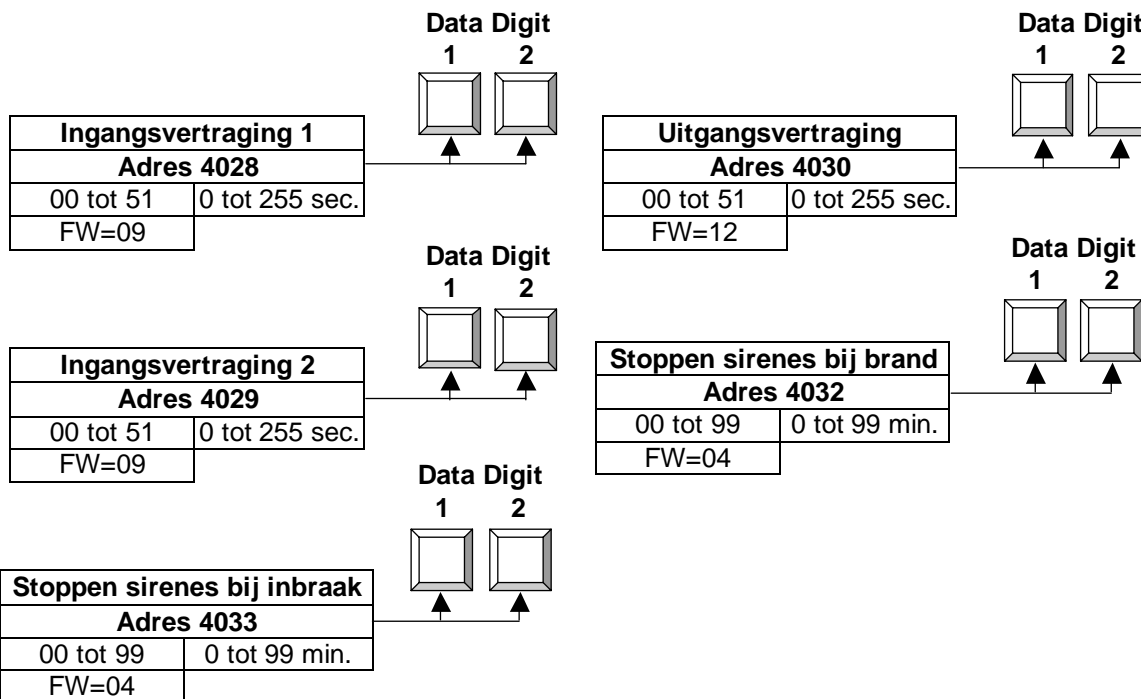 Data Digit
1 2
Ingangsvertraging 1
Adres 4028
00 tot 51 0 tot 255 sec.
FW=09
Data Digit
1 2
Uitgangsvertraging
Adres 4030
00 tot 51 0 tot 255 sec.
FW=12
Data Digit
1 2
Ingangsvertraging 2
Adres 4029
00 tot 51 0 tot 255 sec.
FW=09
Data Digit
1 2
Stoppen sirenes bij brand
Adres 4032
00 tot 99 0 tot 99 min.
FW=04
Data Digit
1 2
Stoppen sirenes bij inbraak
Adres 4033
00 tot 99 0 tot 99 min.
FW=04